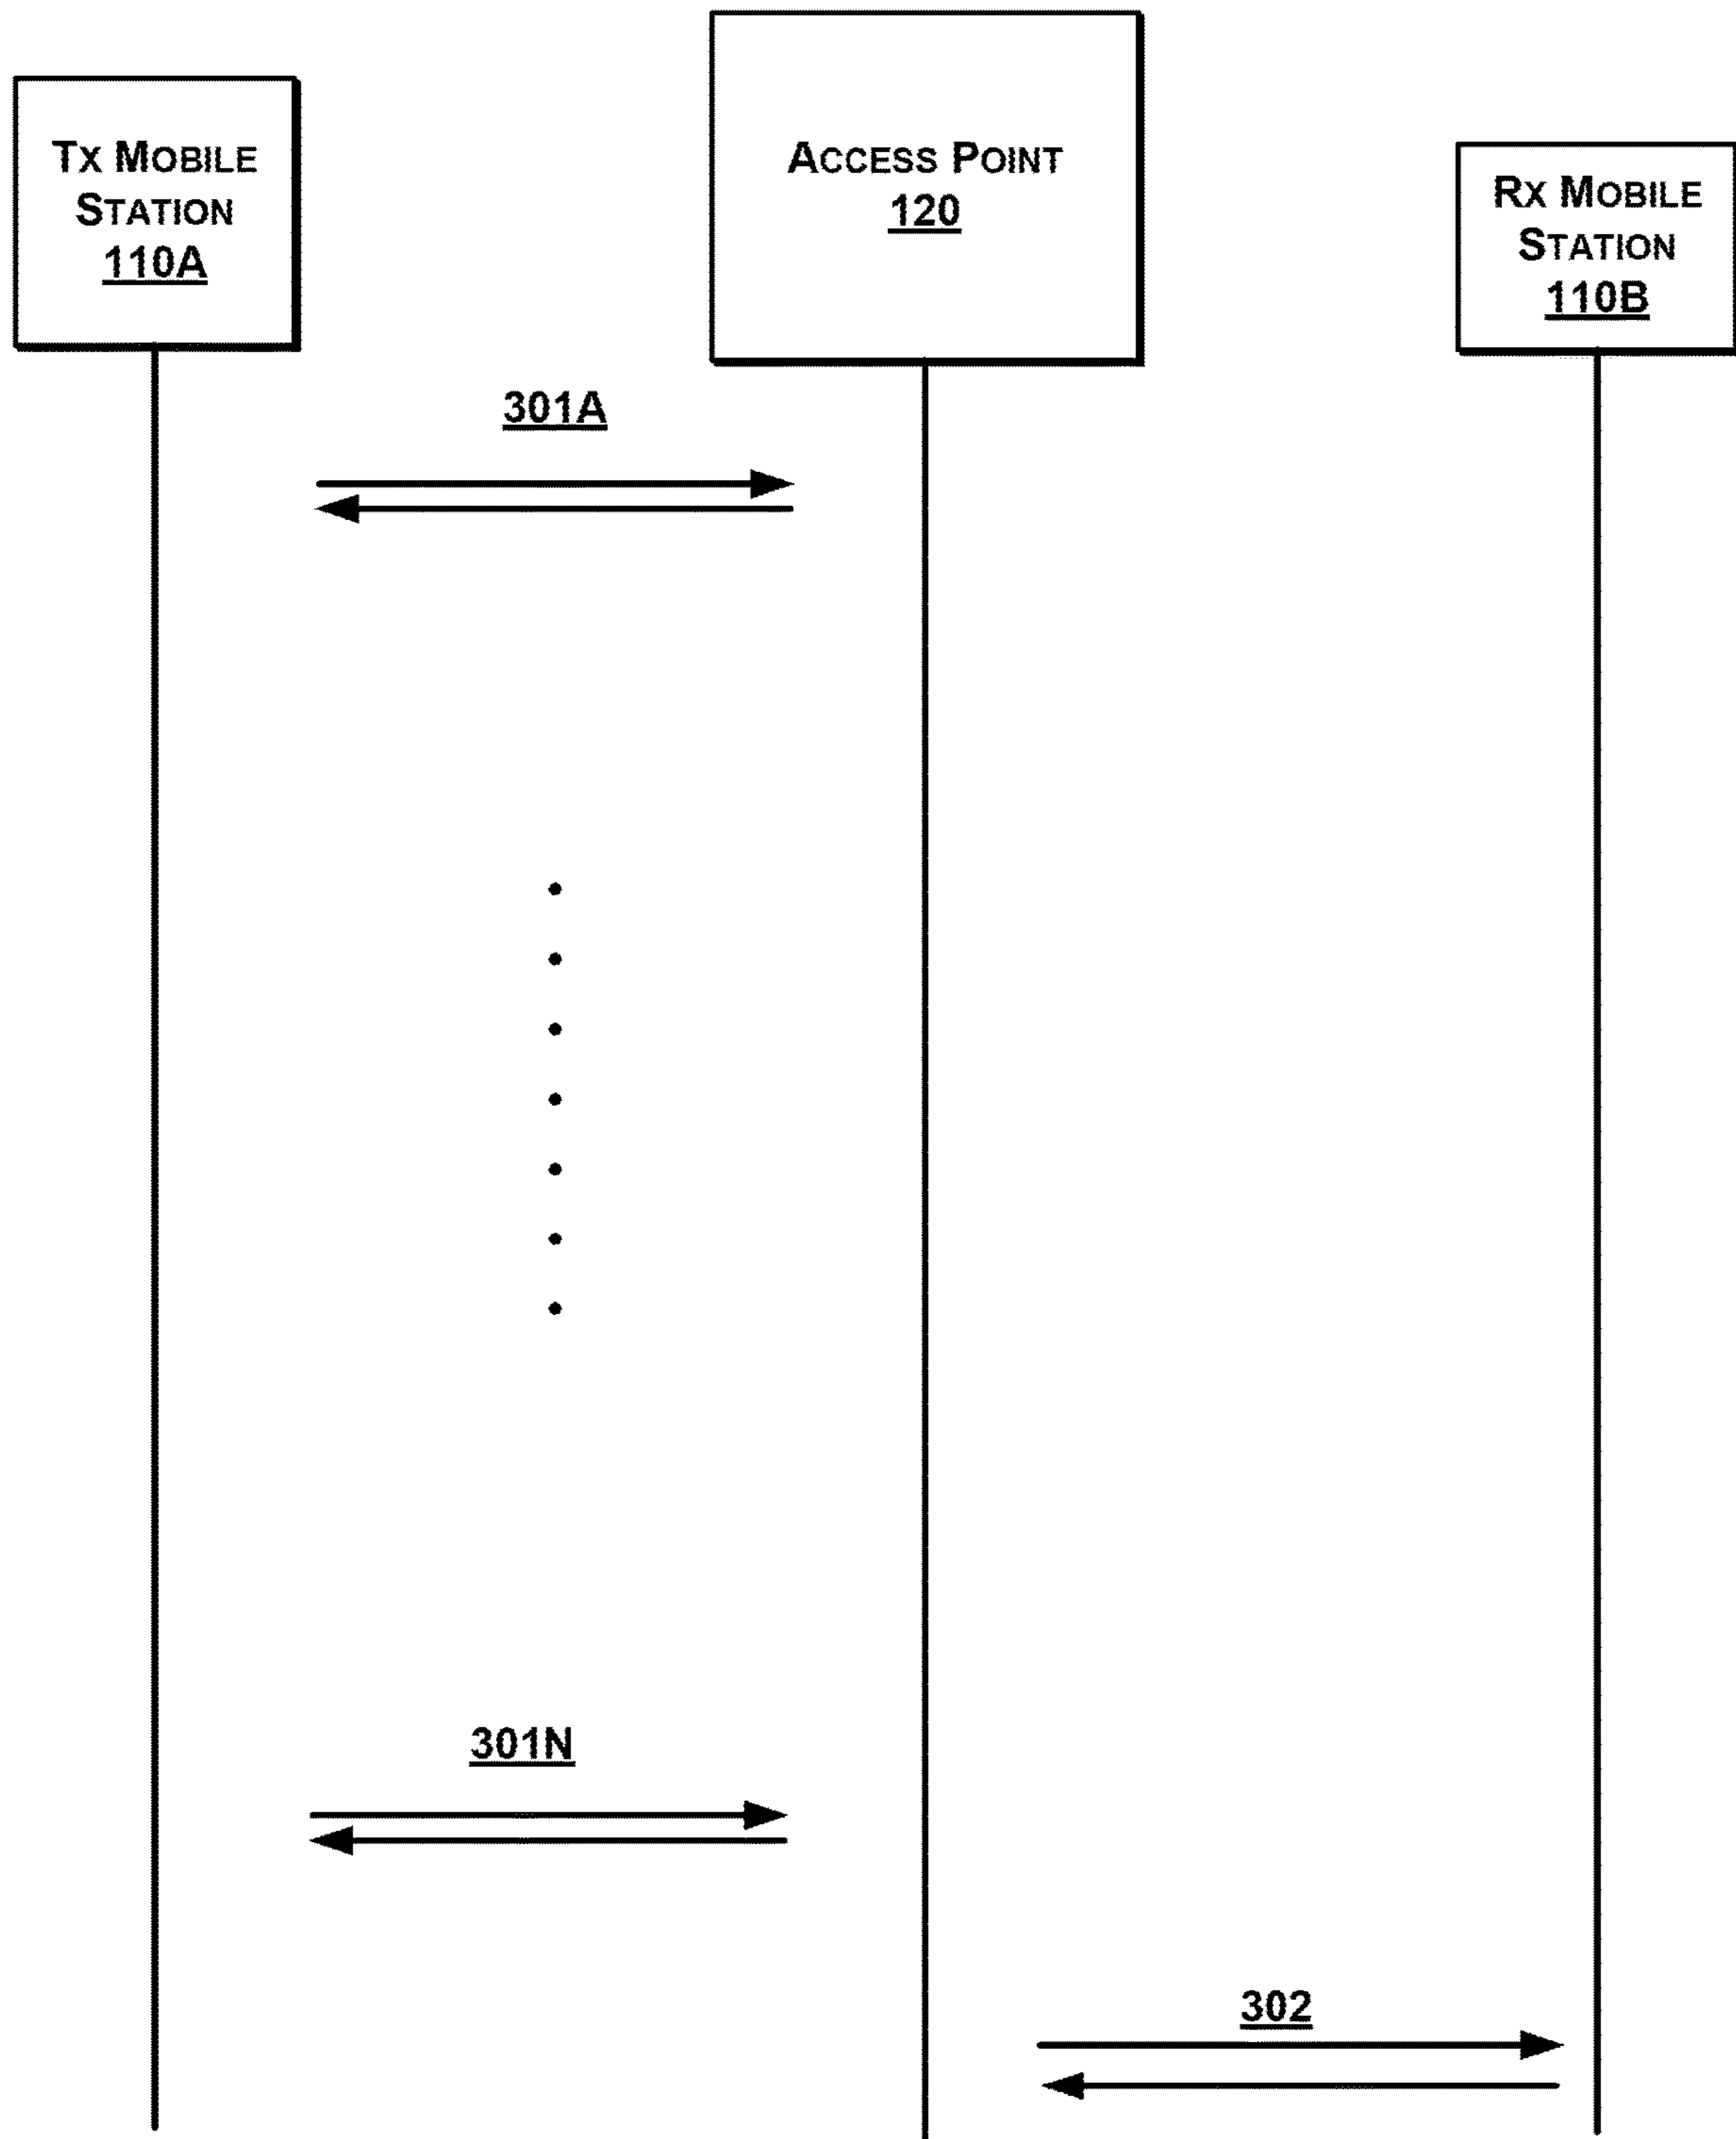 Tx Mobile
Station
110A
Access Point
120
Rx Mobile
Station
110B
301A
301N
302